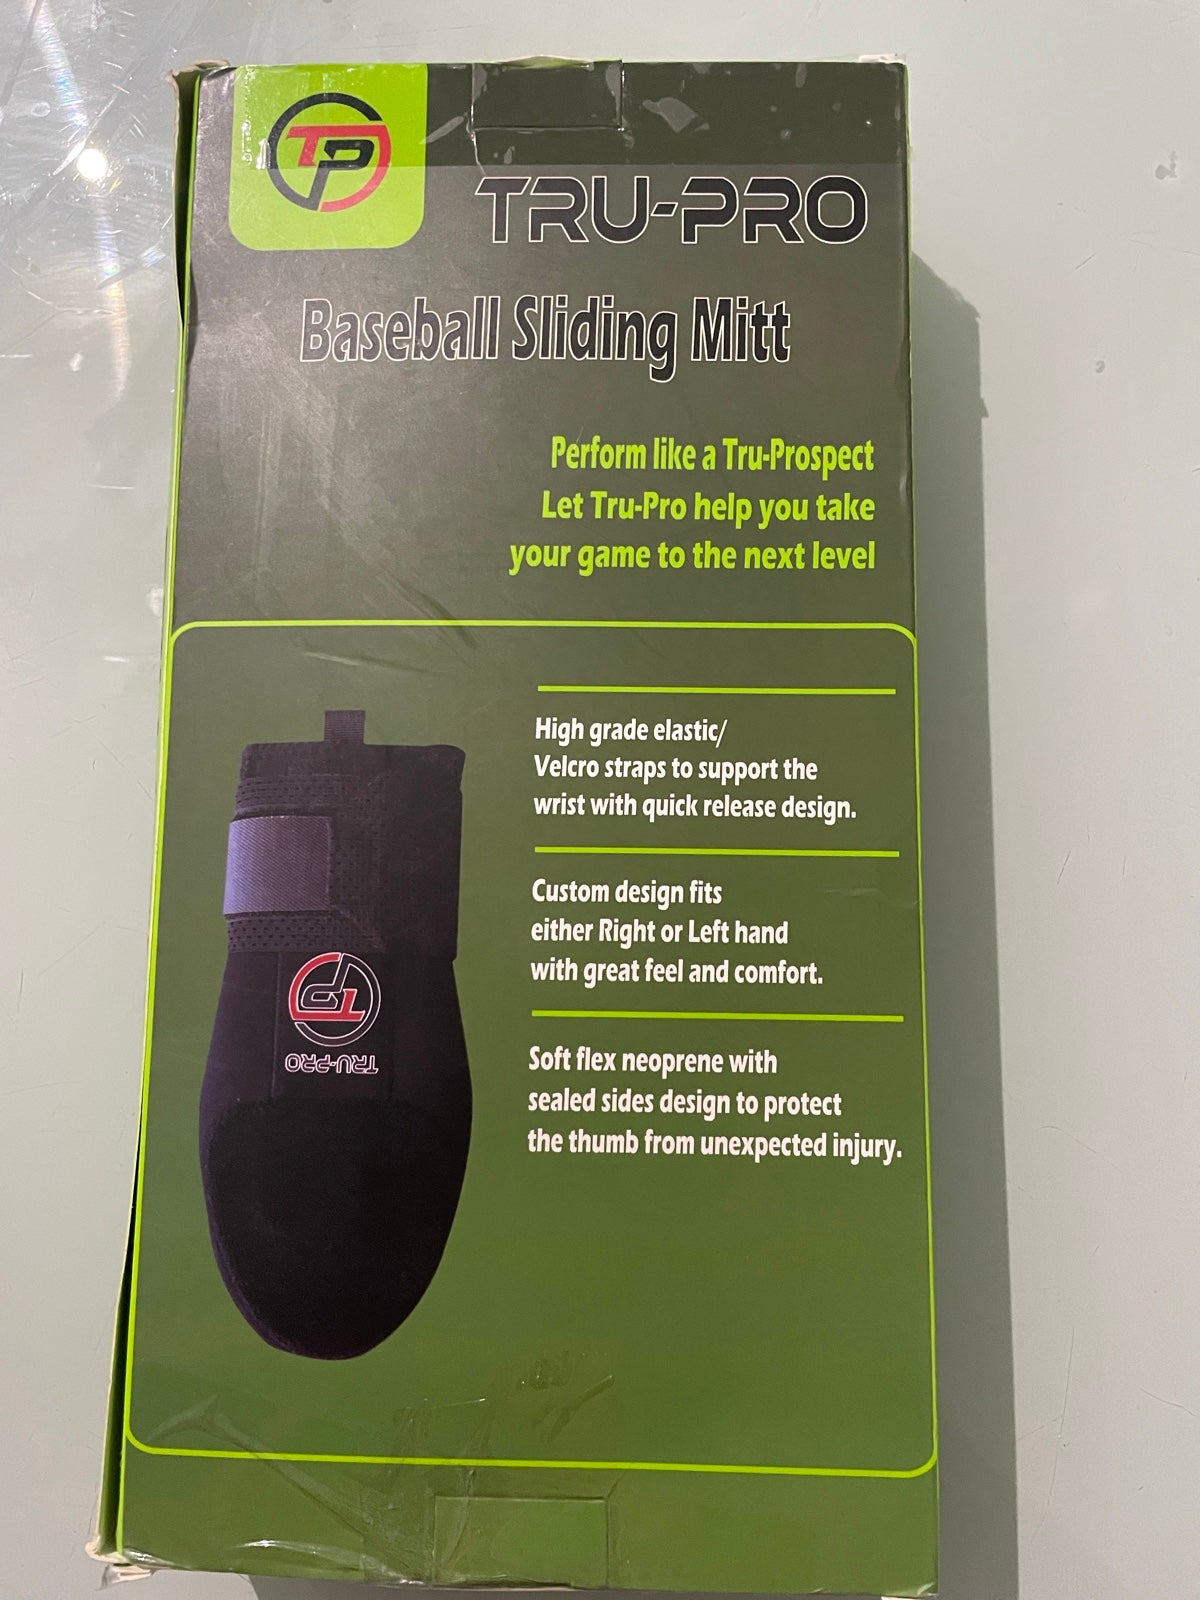 TP
TRU-PRO
Baseball Sliding Mitt
Perform like a Tru-Prospect
Let Tru-Pro help you take
your game to the next level
High grade elastic/
Velcro straps to support the
wrist with quick release design.
Custom design fits
either Right or Left hand
with great feel and comfort.
Soft flex neoprene with
sealed sides design to protect
the thumb from unexpected injury.
TP
TRU-PRO